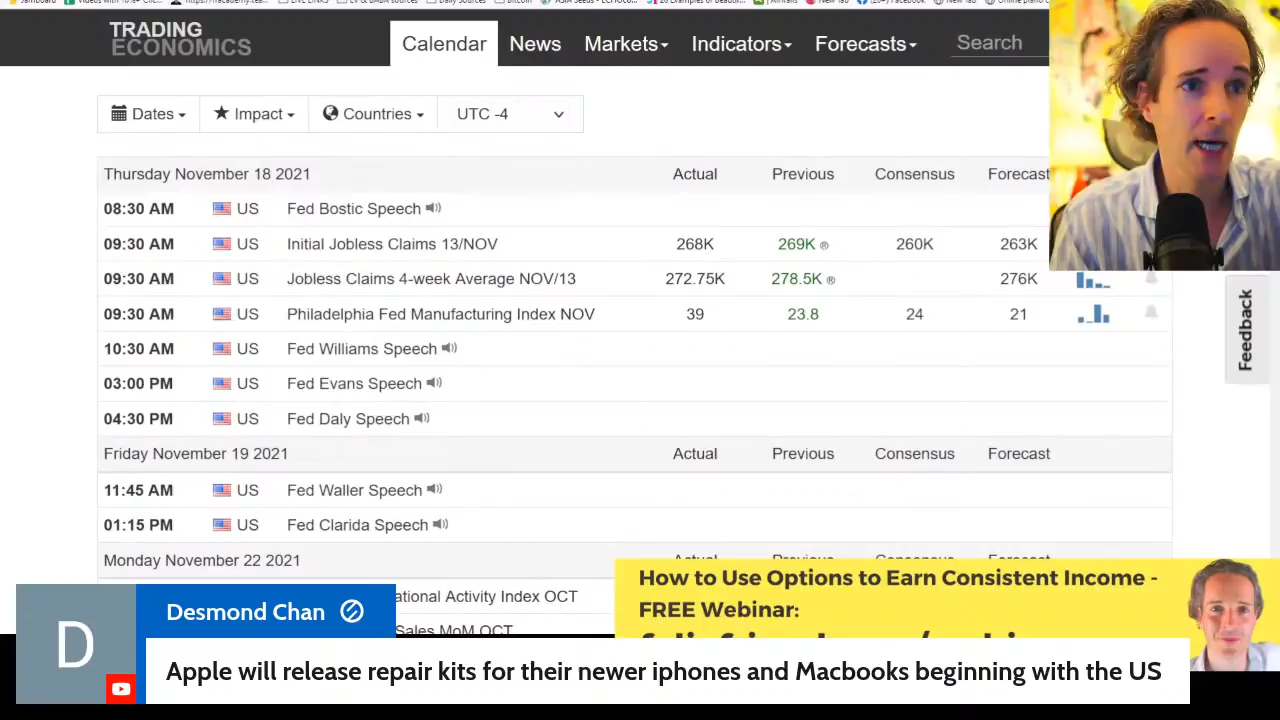 TRADING
ECONOMICS
Calendar News Markets Indicators Forecasts Search
Dates Impact Countries UTC -4
Thursday November 18 2021 Actual Previous Consensus Forecast
08:30 AM US Fed Bostic Speech
09:30 AM US Initial Jobless Claims 13/NOV 268K 269K ® 260K 263K
09:30 AM US Jobless Claims 4-week Average NOV/13 272.75K 278.5K ® 276K
09:30 AM US Philadelphia Fed Manufacturing Index NOV 39 23.8 24 21
10:30 AM US Fed Williams Speech
03:00 PM US Fed Evans Speech
04:30 PM US Fed Daly Speech
Friday November 19 2021 Actual Previous Consensus Forecast
11:45 AM US Fed Waller Speech
01:15 PM US Fed Clarida Speech
Monday November 22 2021 Actual Previous Consensus Forecast
ational Activity Index OCT
Sales MoM OCT
Feedback
How to Use Options to Earn Consistent Income -
FREE Webinar:
D
Desmond Chan
Apple will release repair kits for their newer iphones and Macbooks beginning with the US